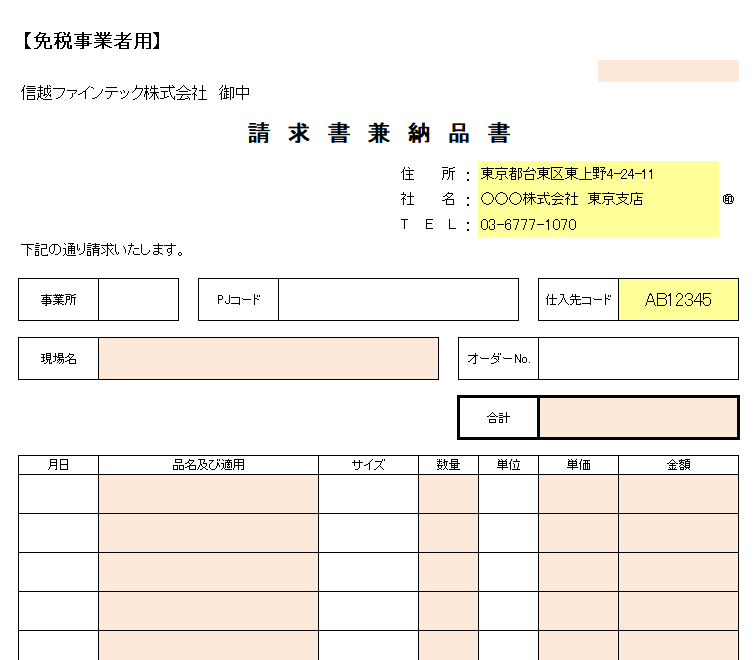 【免税事業者用】
信越ファインテック株式会社　御中
請 求 書 兼 納 品 書
住　所 : 東京都台東区東上野4-24-11
社　名 : 〇〇〇株式会社 東京支店 ㊞
T E L : 03-6777-1070
下記の通り請求いたします。
事業所 PJコード 仕入先コード AB12345
現場名 オーダーNo.
合計
月日 品名及び適用 サイズ 数量 単位 単価 金額